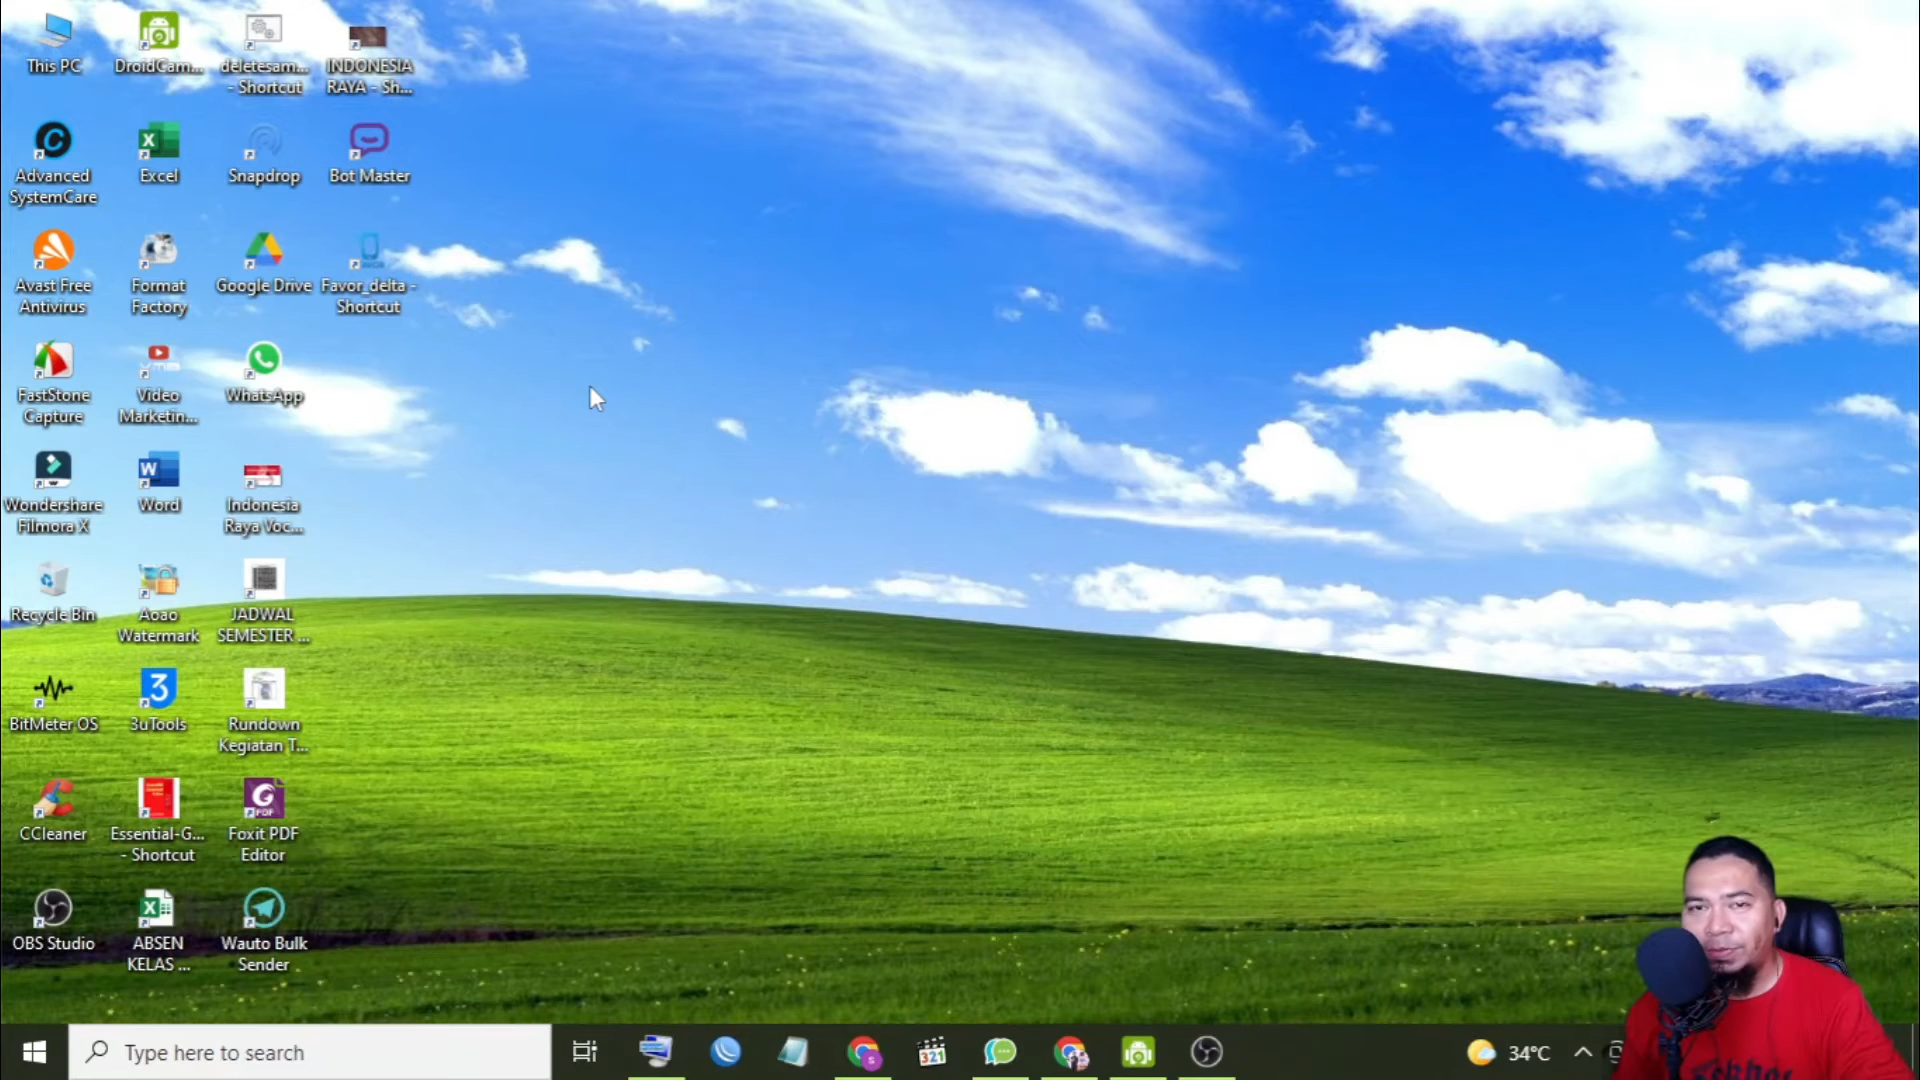 This PC
DroidCam...
deletesam...
- Shortcut
INDONESIA
RAYA - Sh...
Advanced
SystemCare
Excel
Snapdrop
Bot Master
Avast Free
Antivirus
Format
Factory
Google Drive
Favor_delta -
Shortcut
FastStone
Capture
Video
Marketin...
WhatsApp
Wondershare
Filmora X
Word
Indonesia
Raya Voc...
Recycle Bin
Aoao
Watermark
JADWAL
SEMESTER ...
BitMeter OS
3uTools
Rundown
Kegiatan T...
CCleaner
Essential-G...
- Shortcut
Foxit PDF
Editor
OBS Studio
ABSEN
KELAS ...
Wauto Bulk
Sender
Type here to search
321
34°C